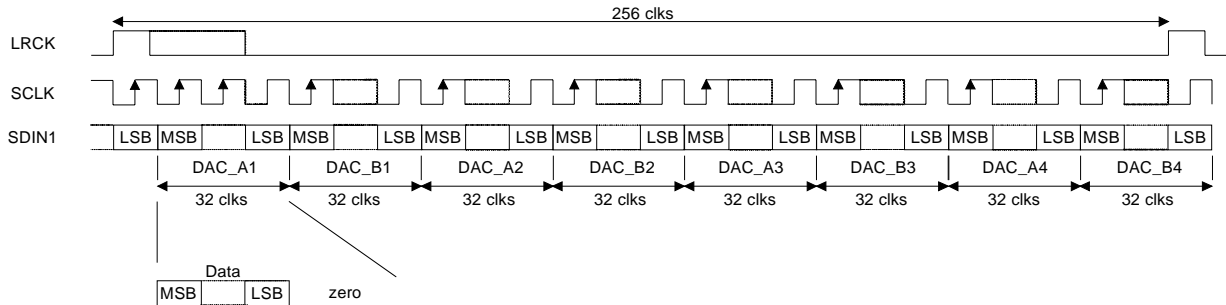 256 clks
LRCK
SCLK
SDIN1
LSB MSB LSB MSB LSB MSB LSB MSB LSB MSB LSB MSB LSB MSB LSB MSB LSB
DAC_A1 DAC_B1 DAC_A2 DAC_B2 DAC_A3 DAC_B3 DAC_A4 DAC_B4
32 clks 32 clks 32 clks 32 clks 32 clks 32 clks 32 clks 32 clks
Data
MSB LSB zero